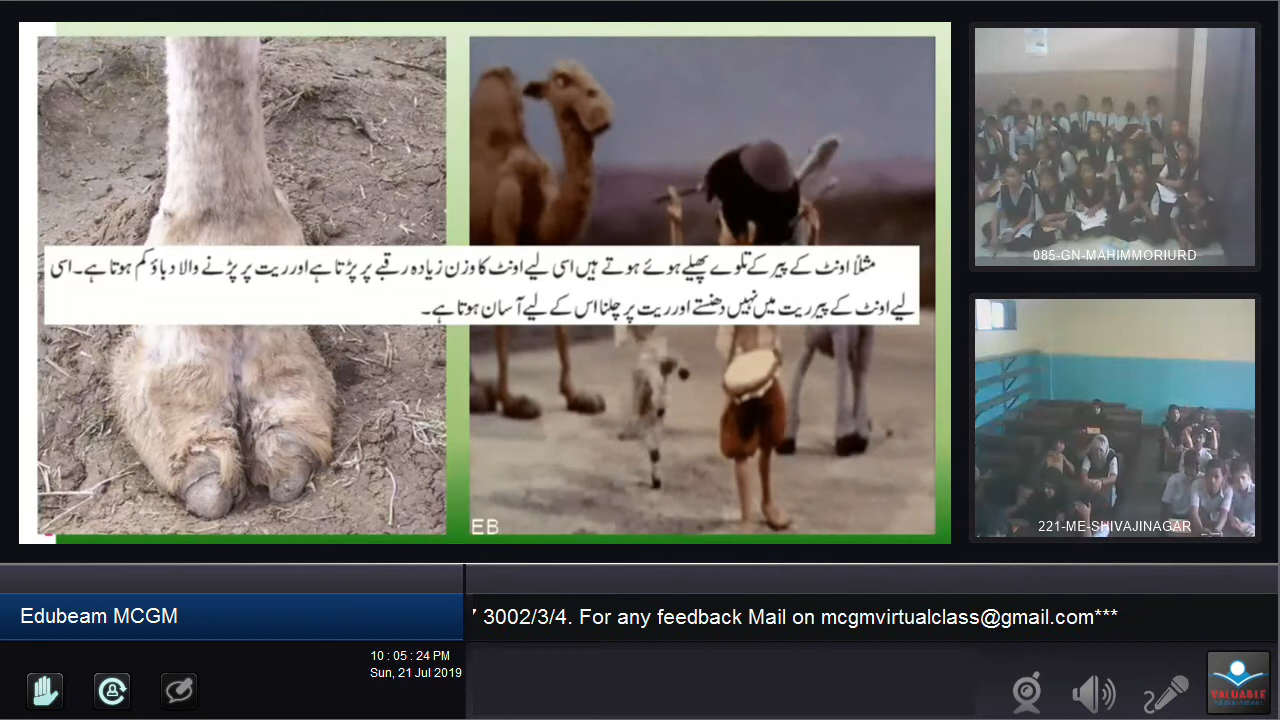 مثلاً اونٹ کے پیر کے تلوے پھیلے ہوئے ہوتے ہیں اسی لیے اونٹ کا وزن زیادہ رقبے پر پڑتا ہے اور ریت پر پڑنے والا دباؤ کم ہوتا ہے۔ اسی
لیے اونٹ کے پیر ریت میں نہیں دھنستے اور ریت پر چلنا اس کے لیے آسان ہوتا ہے۔
EB
085-GN-MAHIMMORIURD
221-ME-SHIVAJINAGAR
Edubeam MCGM
3002/3/4. For any feedback Mail on mcgmvirtualclass@gmail.com***
10 : 05 : 24 PM
Sun, 21 Jul 2019
VALUABLE